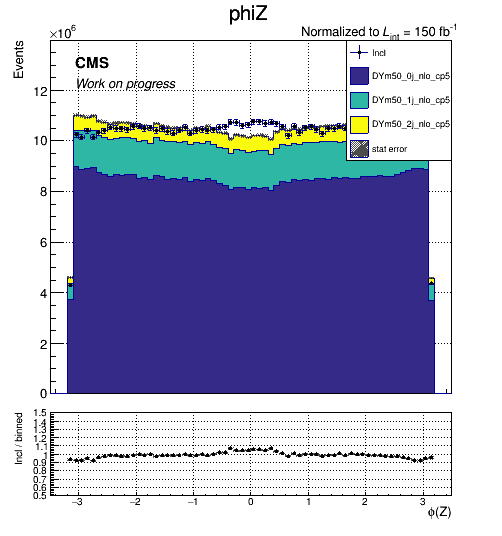 phiZ
×10⁶
Normalized to L_int = 150 fb⁻¹
Events
CMS
Work on progress
Incl
DYm50_0j_nlo_cp5
DYm50_1j_nlo_cp5
DYm50_2j_nlo_cp5
stat error
12
10
8
6
4
2
0
Incl / binned
1.5
1.4
1.3
1.2
1.1
1
0.9
0.8
0.7
0.6
0.5
−3 −2 −1 0 1 2 3
ϕ(Z)